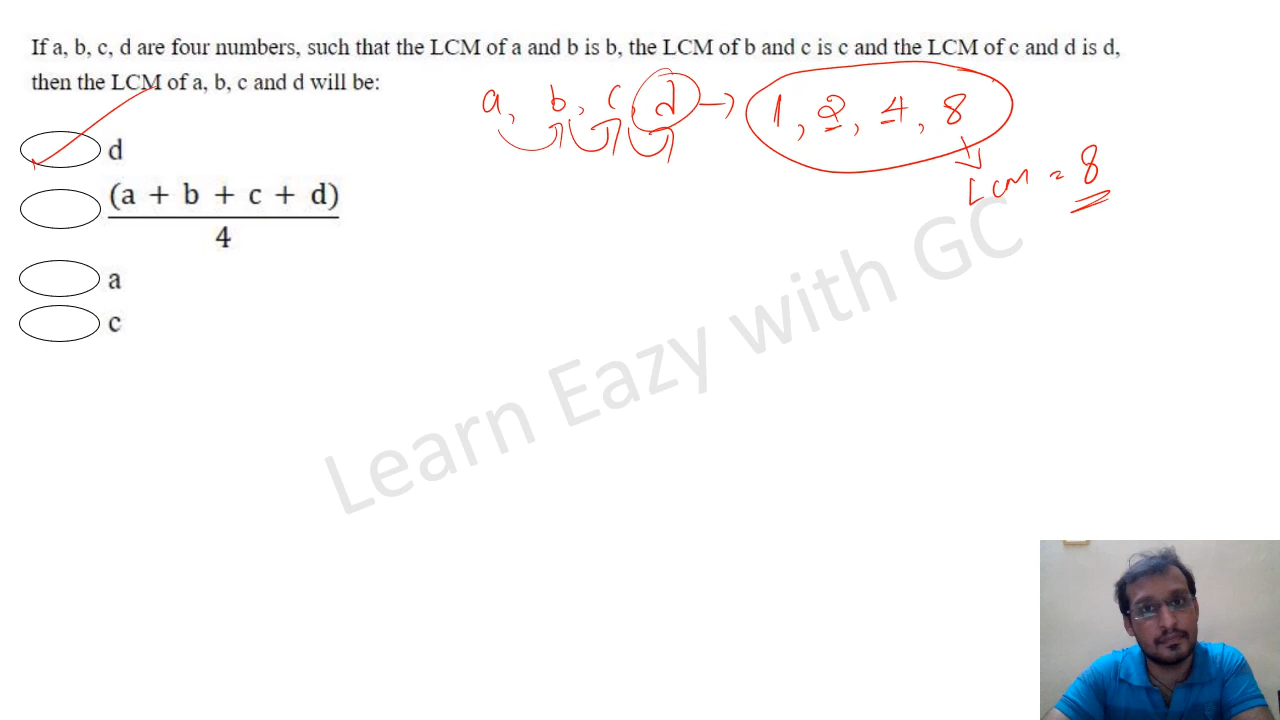 If a, b, c, d are four numbers, such that the LCM of a and b is b, the LCM of b and c is c and the LCM of c and d is d,
then the LCM of a, b, c and d will be:
a, b, c, d → 1, 2, 4, 8
LCM = 8
d
(a + b + c + d)
4
a
c
Learn Eazy with GC